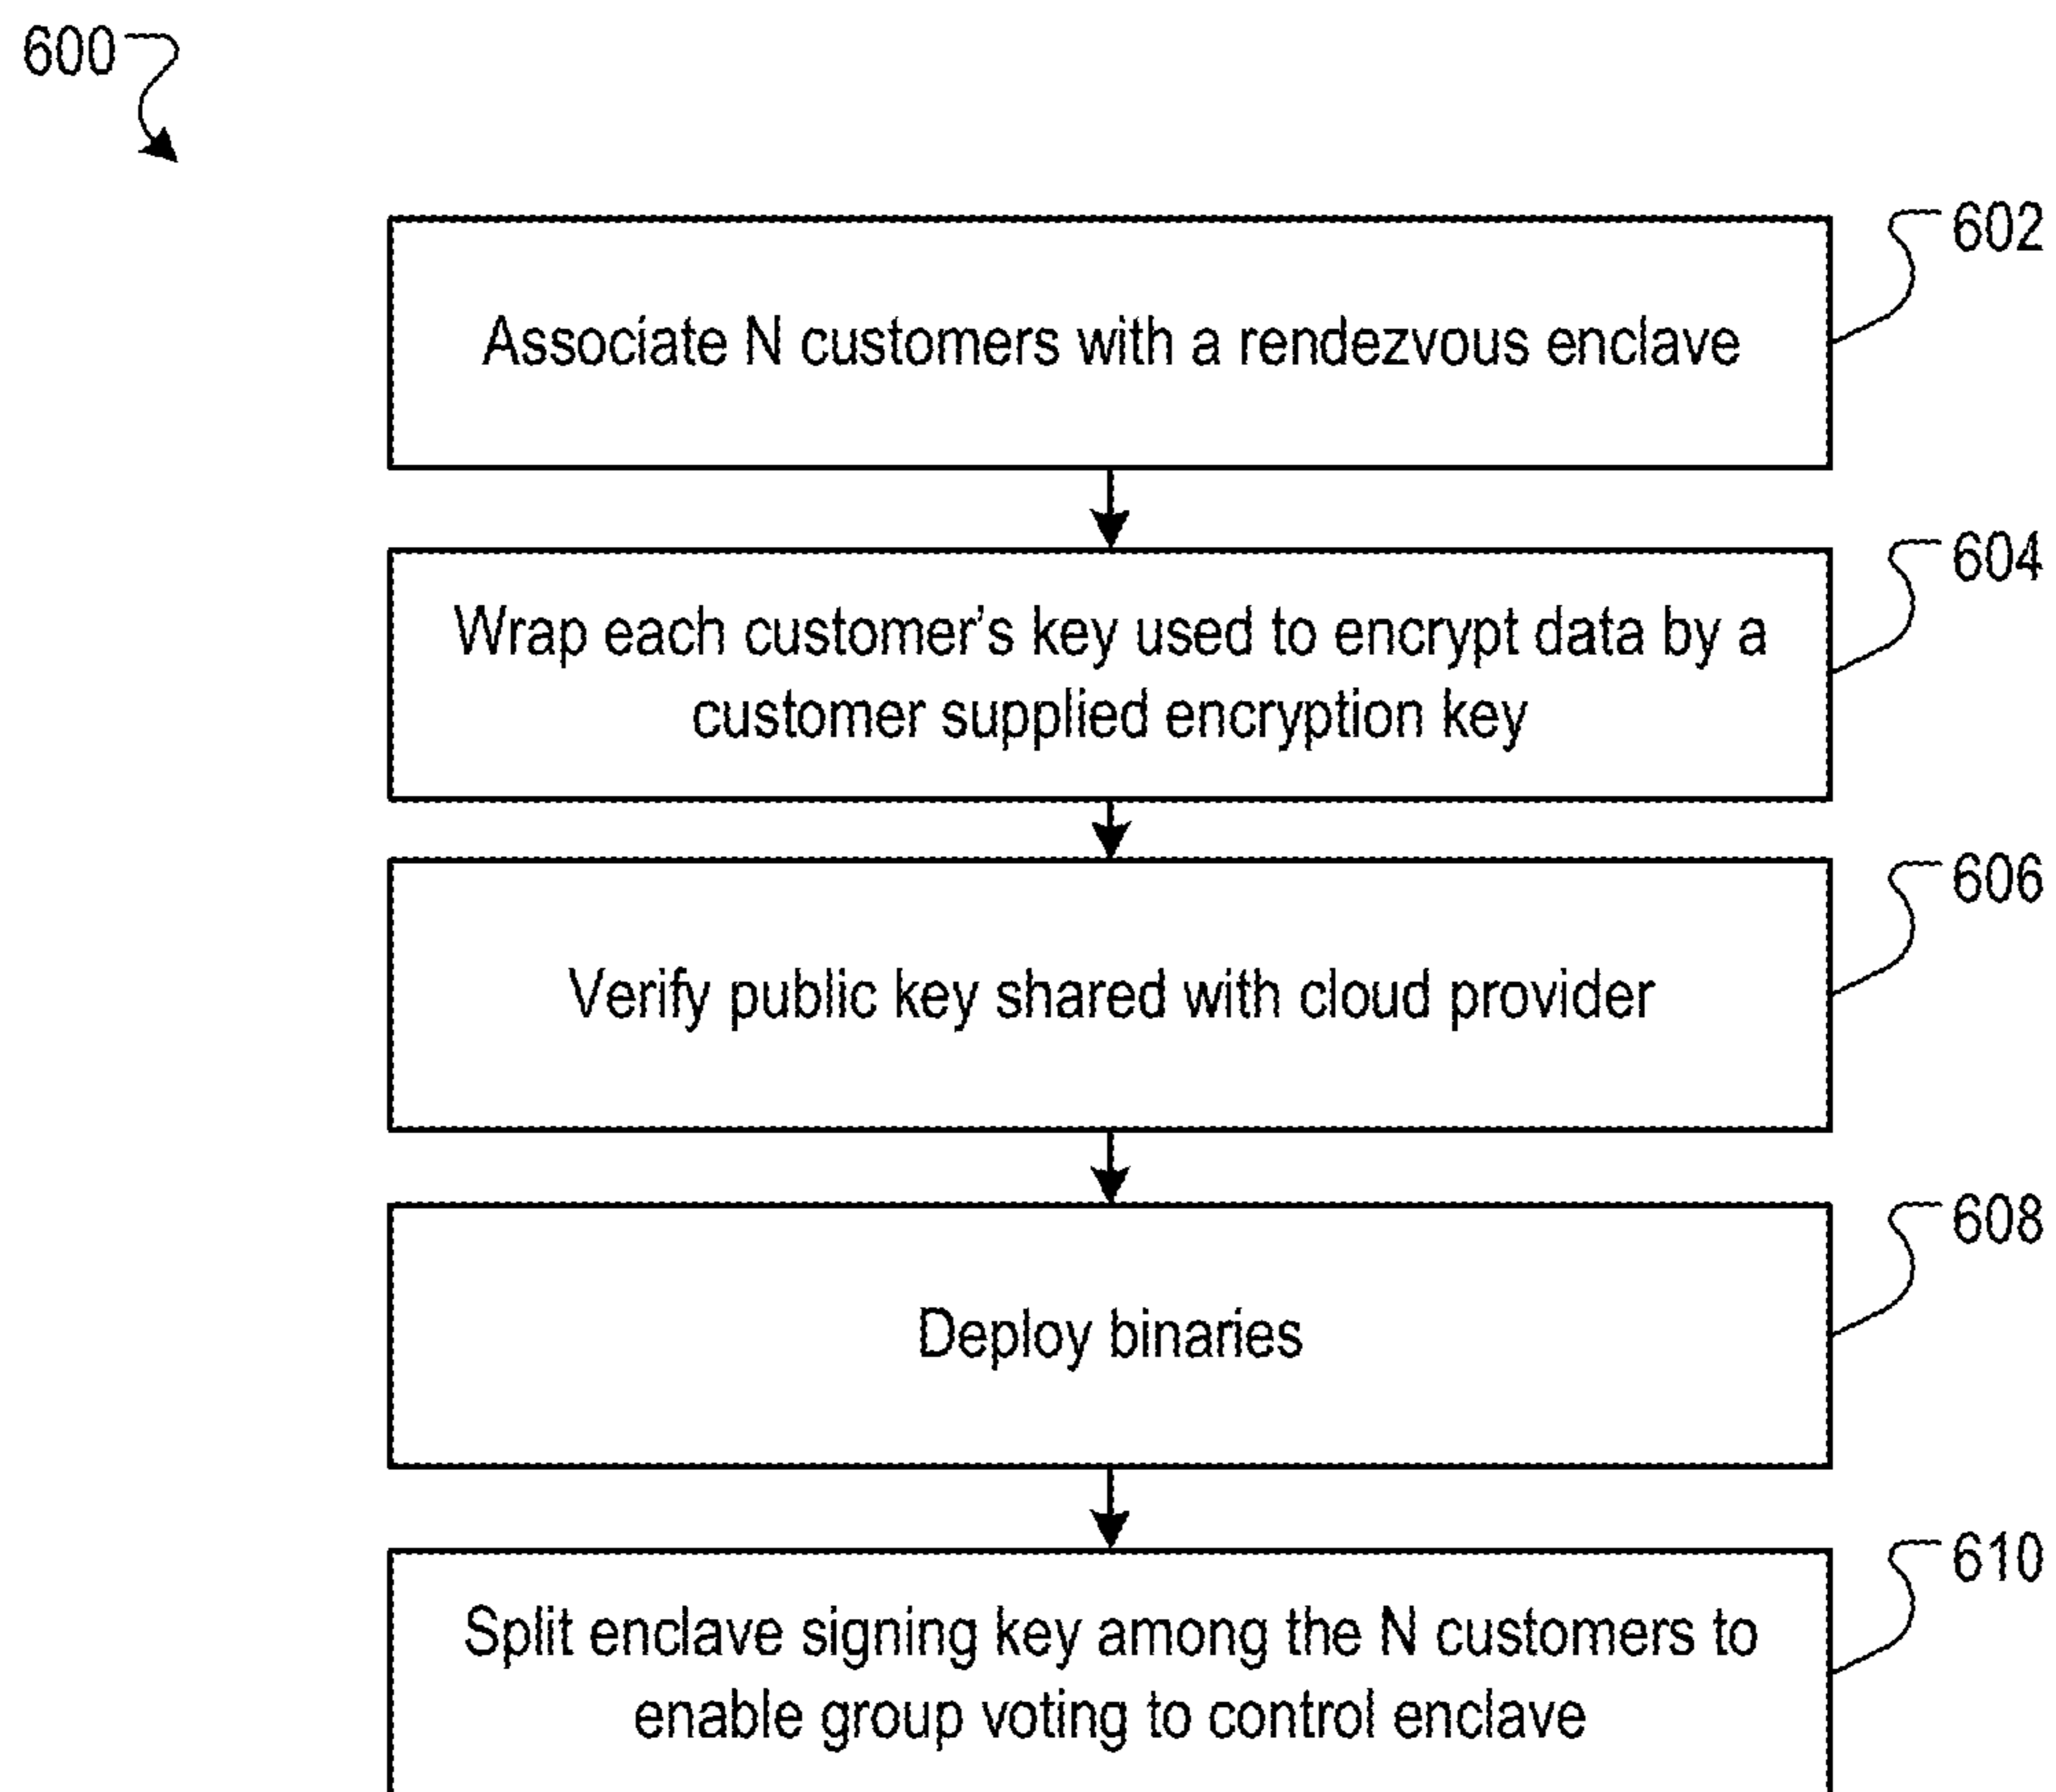 600
602
Associate N customers with a rendezvous enclave
604
Wrap each customer's key used to encrypt data by a
customer supplied encryption key
606
Verify public key shared with cloud provider
608
Deploy binaries
610
Split enclave signing key among the N customers to
enable group voting to control enclave